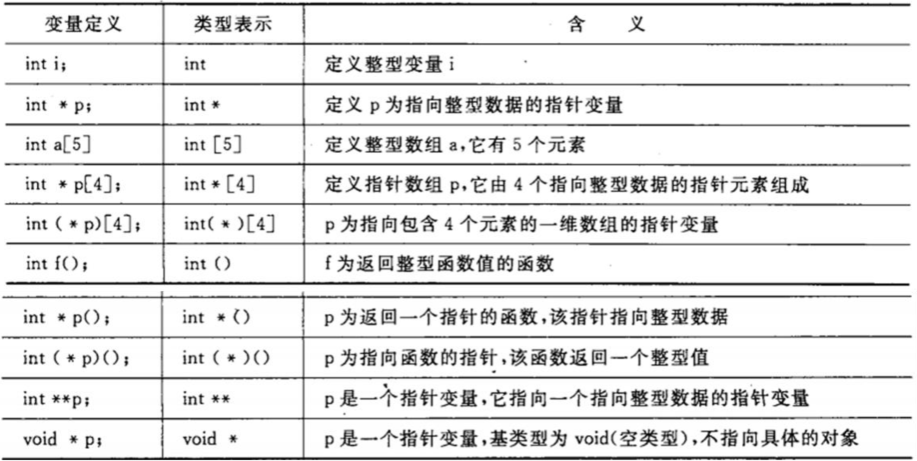 变量定义 类型表示 含 义
int i; int 定义整型变量 i
int * p; int * 定义 p 为指向整型数据的指针变量
int a[5] int [5] 定义整型数组 a,它有 5 个元素
int * p[4]; int * [4] 定义指针数组 p,它由 4 个指向整型数据的指针元素组成
int ( * p)[4]; int( * )[4] p 为指向包含 4 个元素的一维数组的指针变量
int f(); int () f 为返回整型函数值的函数
int * p(); int * () p 为返回一个指针的函数,该指针指向整型数据
int ( * p)(); int ( * )() p 为指向函数的指针,该函数返回一个整型值
int **p; int ** p 是一个指针变量,它指向一个指向整型数据的指针变量
void * p; void * p 是一个指针变量,基类型为 void(空类型),不指向具体的对象